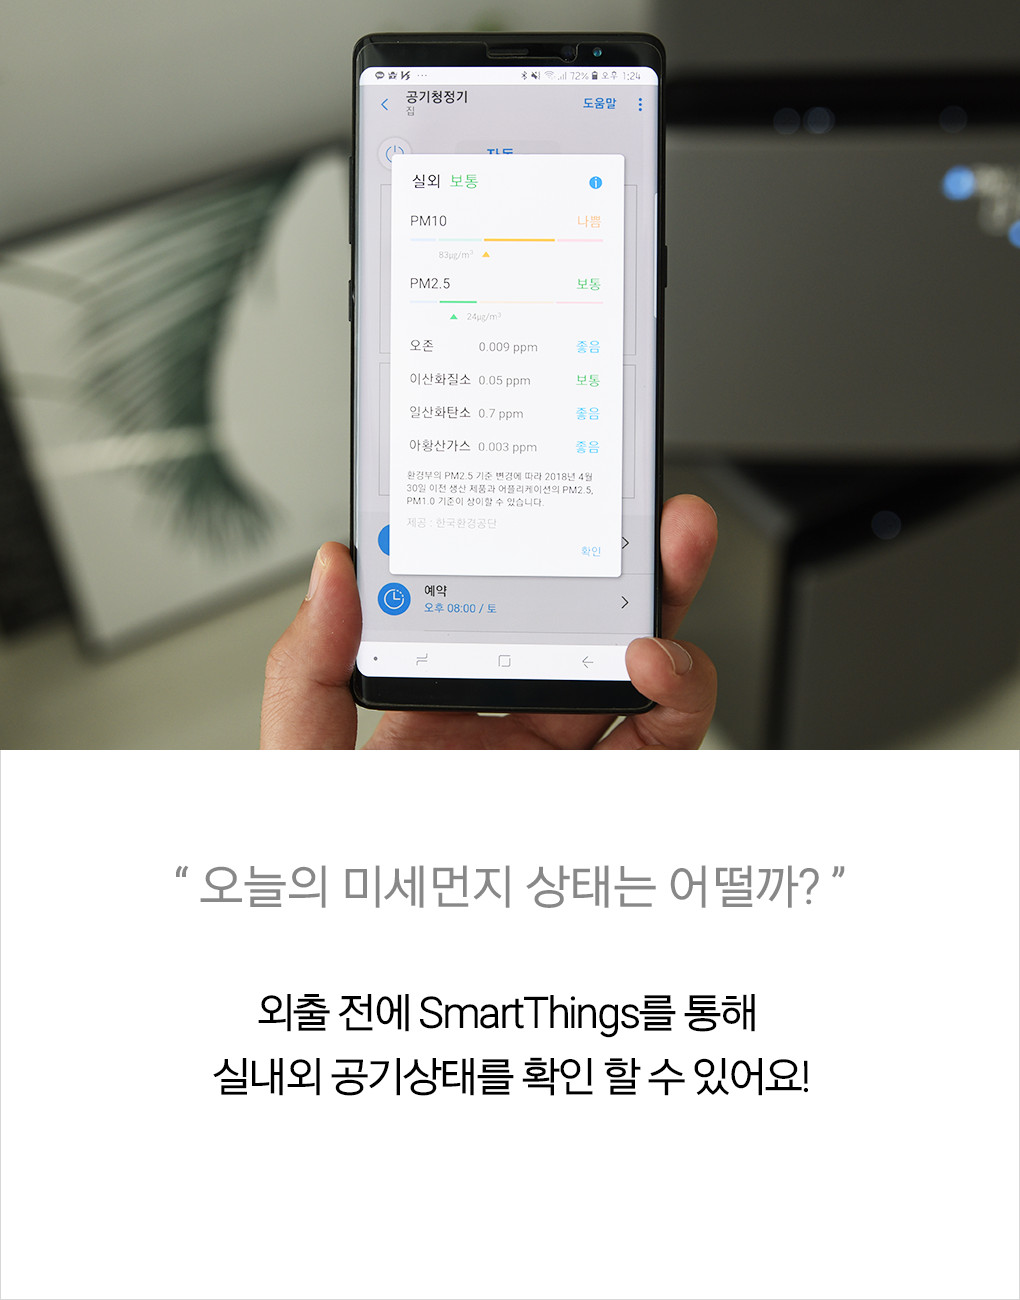 72% 오후 1:24
공기청정기
도움말
집
실외 보통
PM10 나쁨
83µg/m³
PM2.5 보통
24µg/m³
오존 0.009 ppm 좋음
이산화질소 0.05 ppm 보통
일산화탄소 0.7 ppm 좋음
아황산가스 0.003 ppm 좋음
환경부의 PM2.5 기준 변경에 따라 2018년 4월
30일 이전 생산 제품과 어플리케이션의 PM2.5,
PM1.0 기준이 상이할 수 있습니다.
제공 : 한국환경공단
확인
예약
오후 08:00 / 토
“ 오늘의 미세먼지 상태는 어떨까? ”
외출 전에 SmartThings를 통해
실내외 공기상태를 확인 할 수 있어요!